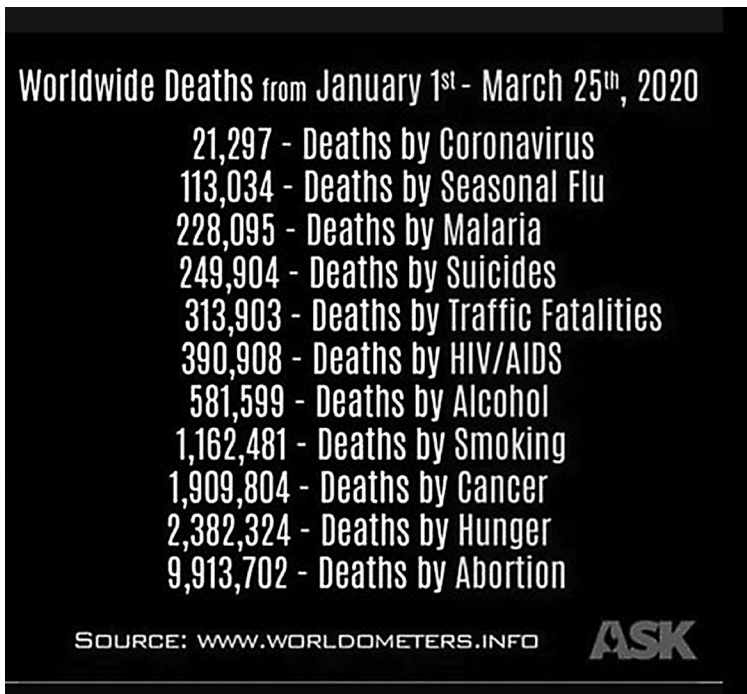 Worldwide Deaths from January 1st - March 25th, 2020
21,297 - Deaths by Coronavirus
113,034 - Deaths by Seasonal Flu
228,095 - Deaths by Malaria
249,904 - Deaths by Suicides
313,903 - Deaths by Traffic Fatalities
390,908 - Deaths by HIV/AIDS
581,599 - Deaths by Alcohol
1,162,481 - Deaths by Smoking
1,909,804 - Deaths by Cancer
2,382,324 - Deaths by Hunger
9,913,702 - Deaths by Abortion
SOURCE: WWW.WORLDOMETERS.INFO
ASK